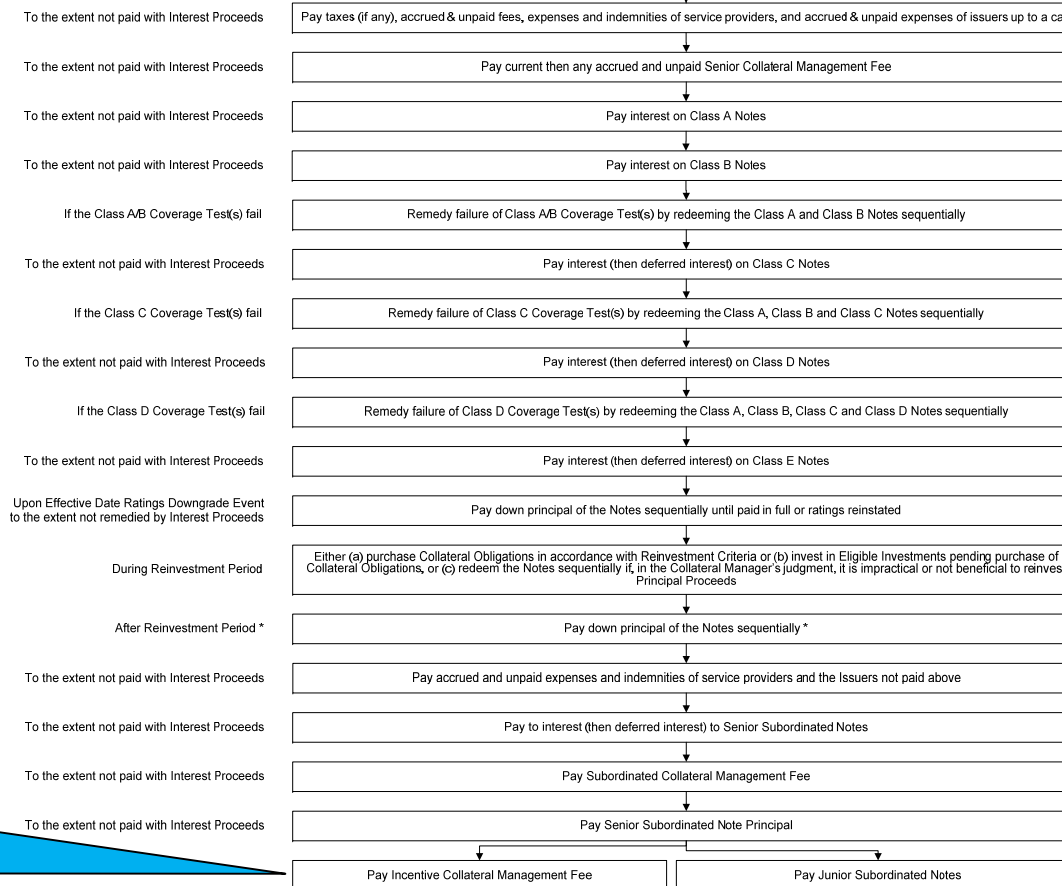 To the extent not paid with Interest Proceeds
Pay taxes (if any), accrued & unpaid fees, expenses and indemnities of service providers, and accrued & unpaid expenses of issuers up to a ca
To the extent not paid with Interest Proceeds
Pay current then any accrued and unpaid Senior Collateral Management Fee
To the extent not paid with Interest Proceeds
Pay interest on Class A Notes
To the extent not paid with Interest Proceeds
Pay interest on Class B Notes
If the Class A/B Coverage Test(s) fail
Remedy failure of Class A/B Coverage Test(s) by redeeming the Class A and Class B Notes sequentially
To the extent not paid with Interest Proceeds
Pay interest (then deferred interest) on Class C Notes
If the Class C Coverage Test(s) fail
Remedy failure of Class C Coverage Test(s) by redeeming the Class A, Class B and Class C Notes sequentially
To the extent not paid with Interest Proceeds
Pay interest (then deferred interest) on Class D Notes
If the Class D Coverage Test(s) fail
Remedy failure of Class D Coverage Test(s) by redeeming the Class A, Class B, Class C and Class D Notes sequentially
To the extent not paid with Interest Proceeds
Pay interest (then deferred interest) on Class E Notes
Upon Effective Date Ratings Downgrade Event
to the extent not remedied by Interest Proceeds
Pay down principal of the Notes sequentially until paid in full or ratings reinstated
During Reinvestment Period
Either (a) purchase Collateral Obligations in accordance with Reinvestment Criteria or (b) invest in Eligible Investments pending purchase of
Collateral Obligations, or (c) redeem the Notes sequentially if, in the Collateral Manager's judgment, it is impractical or not beneficial to reinves
Principal Proceeds
After Reinvestment Period *
Pay down principal of the Notes sequentially *
To the extent not paid with Interest Proceeds
Pay accrued and unpaid expenses and indemnities of service providers and the Issuers not paid above
To the extent not paid with Interest Proceeds
Pay to interest (then deferred interest) to Senior Subordinated Notes
To the extent not paid with Interest Proceeds
Pay Subordinated Collateral Management Fee
To the extent not paid with Interest Proceeds
Pay Senior Subordinated Note Principal
Pay Incentive Collateral Management Fee
Pay Junior Subordinated Notes